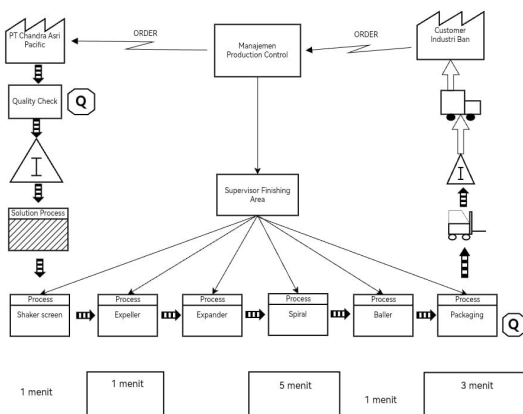 PT Chandra Asri
Pacific
ORDER
Manajemen
Production Control
ORDER
Customer
Industri Ban
Quality Check
Q
I
I
Supervisor Finishing
Area
Solution Process
Process
Shaker screen
Process
Expeller
Process
Expander
Process
Spiral
Process
Baller
Process
Packaging
Q
1 menit
1 menit
5 menit
1 menit
3 menit